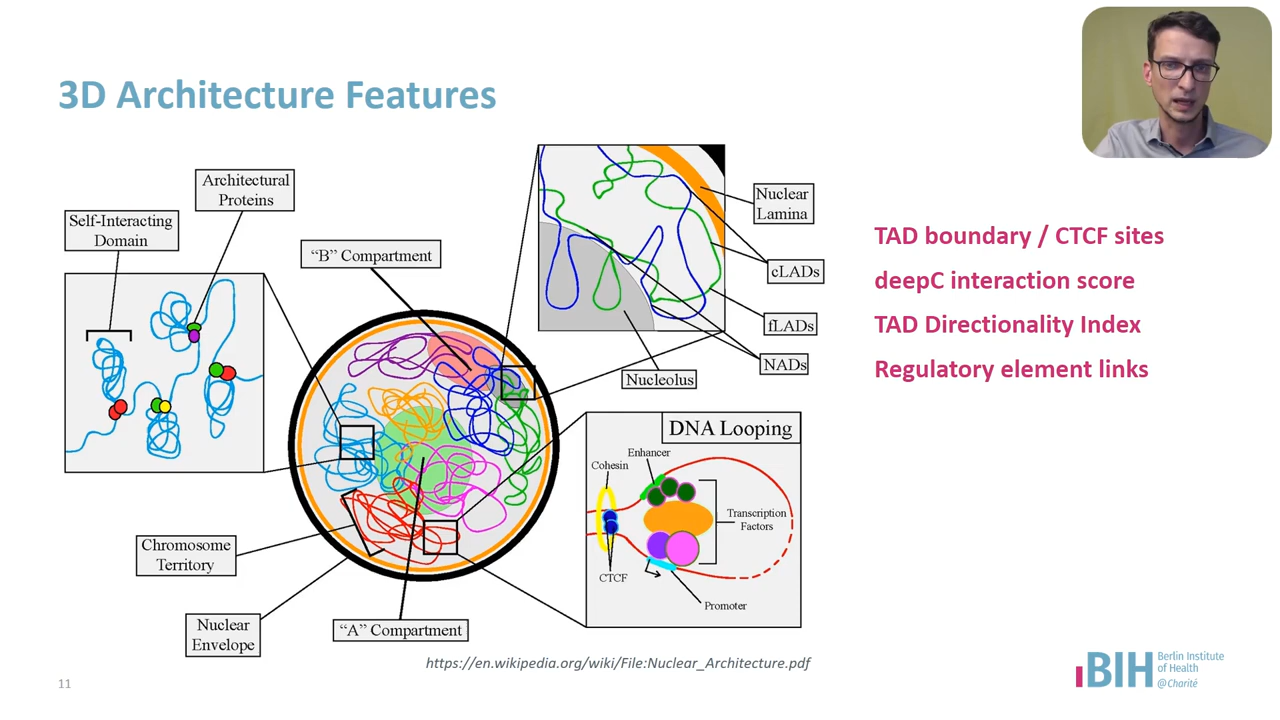 3D Architecture Features
Architectural
Proteins
Self-Interacting
Domain
“B” Compartment
Nuclear
Lamina
cLADs
fLADs
NADs
Nucleolus
DNA Looping
Enhancer
Cohesin
Transcription
Factors
CTCF
Promoter
Chromosome
Territory
Nuclear
Envelope
“A” Compartment
TAD boundary / CTCF sites
deepC interaction score
TAD Directionality Index
Regulatory element links
https://en.wikipedia.org/wiki/File:Nuclear_Architecture.pdf
11
BIH
Berlin Institute
of Health
@Charité